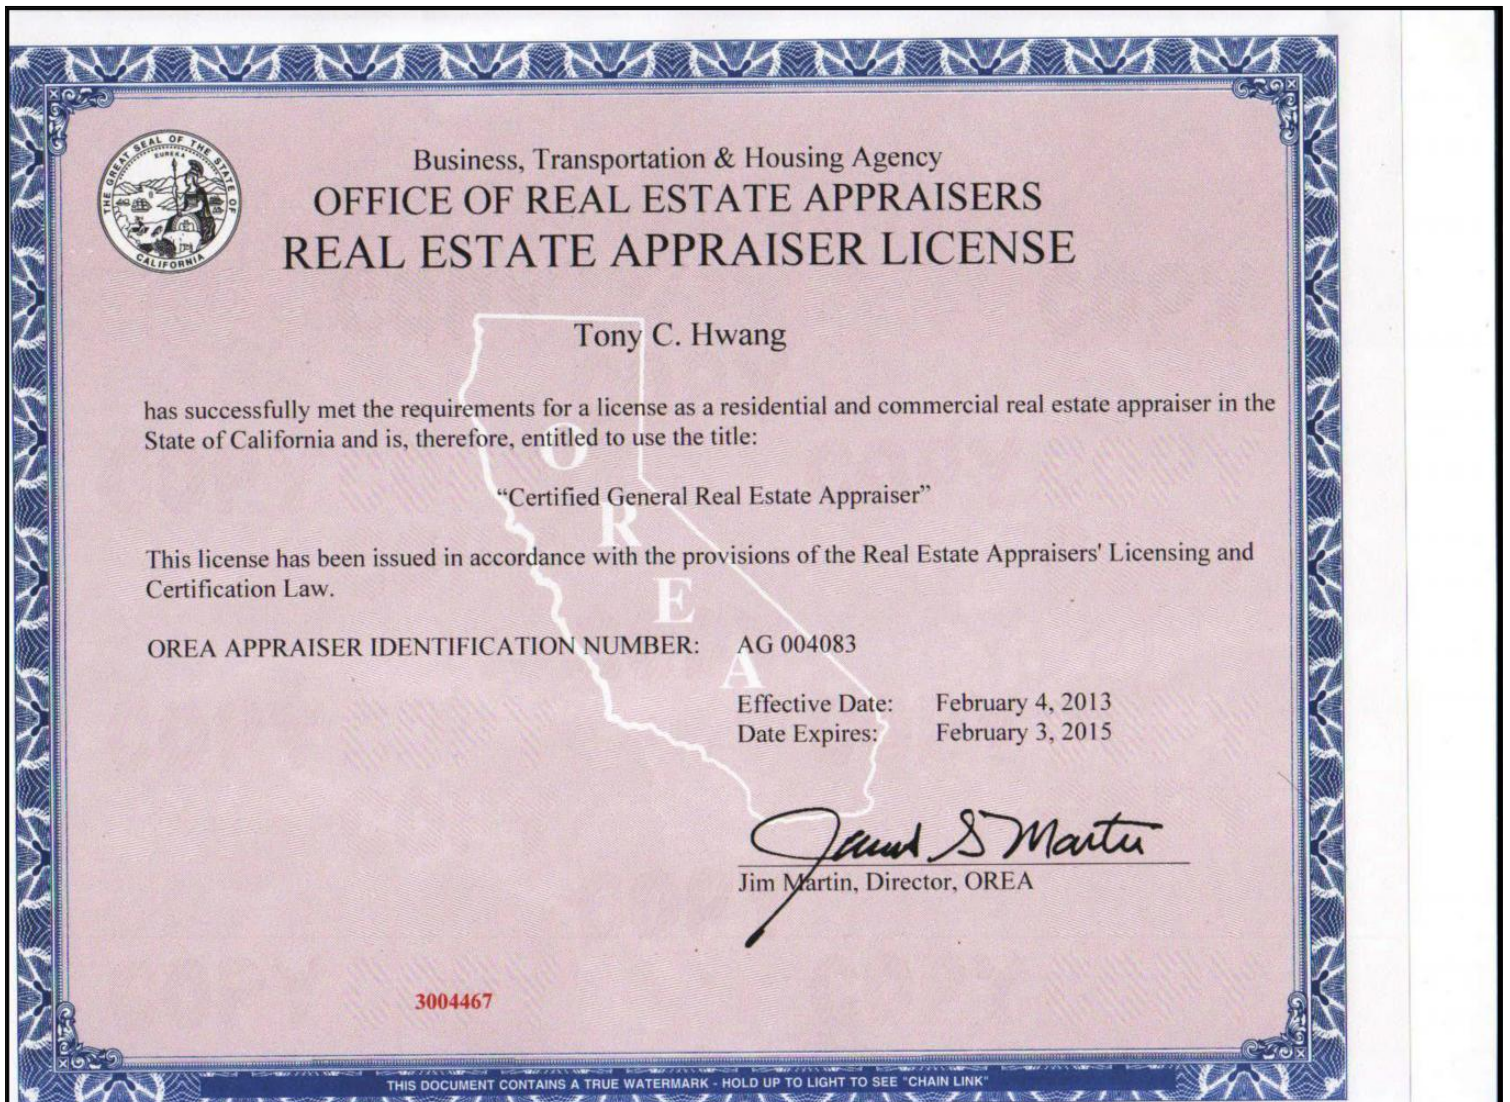 THE GREAT SEAL OF THE STATE OF CALIFORNIA
EUREKA
Business, Transportation & Housing Agency
OFFICE OF REAL ESTATE APPRAISERS
REAL ESTATE APPRAISER LICENSE
Tony C. Hwang
has successfully met the requirements for a license as a residential and commercial real estate appraiser in the
State of California and is, therefore, entitled to use the title:
“Certified General Real Estate Appraiser”
This license has been issued in accordance with the provisions of the Real Estate Appraisers' Licensing and
Certification Law.
OREA APPRAISER IDENTIFICATION NUMBER: AG 004083
OREA
Effective Date: February 4, 2013
Date Expires: February 3, 2015
Jim Martin, Director, OREA
3004467
THIS DOCUMENT CONTAINS A TRUE WATERMARK - HOLD UP TO LIGHT TO SEE "CHAIN LINK"